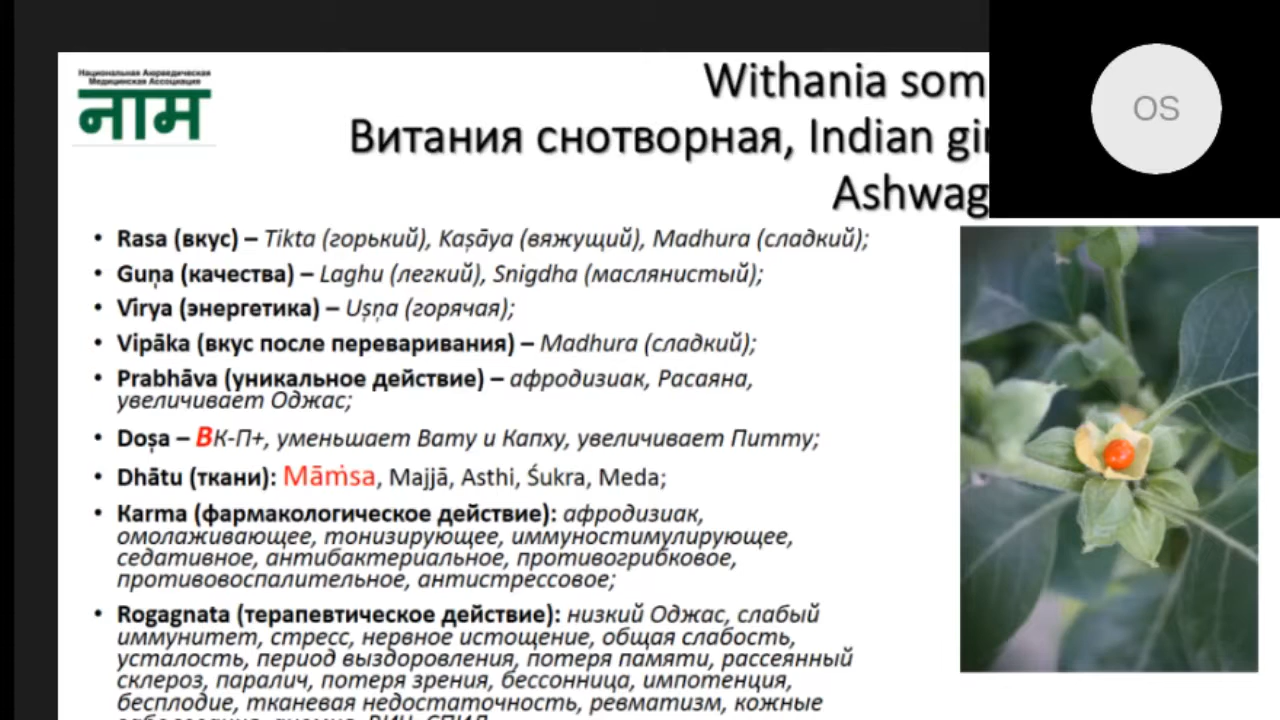 Национальная Аюрведическая
Медицинская Ассоциация
नाम
Withania som
Витания снотворная, Indian gin
Ashwag
OS
• Rasa (вкус) – Tikta (горький), Kaṣāya (вяжущий), Madhura (сладкий);
• Guṇa (качества) – Laghu (легкий), Snigdha (маслянистый);
• Vīrya (энергетика) – Uṣṇa (горячая);
• Vipāka (вкус после переваривания) – Madhura (сладкий);
• Prabhāva (уникальное действие) – афродизиак, Расаяна,
увеличивает Оджас;
• Doṣa – ВК-П+, уменьшает Вату и Капху, увеличивает Питту;
• Dhātu (ткани): Māṁsa, Majjā, Asthi, Śukra, Meda;
• Karma (фармакологическое действие): афродизиак,
омолаживающее, тонизирующее, иммуностимулирующее,
седативное, антибактериальное, противогрибковое,
противовоспалительное, антистрессовое;
• Rogagnata (терапевтическое действие): низкий Оджас, слабый
иммунитет, стресс, нервное истощение, общая слабость,
усталость, период выздоровления, потеря памяти, рассеянный
склероз, паралич, потеря зрения, бессонница, импотенция,
бесплодие, тканевая недостаточность, ревматизм, кожные